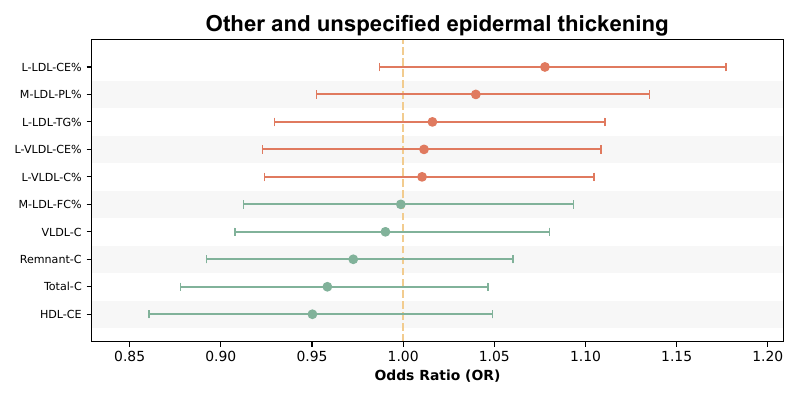 Other and unspecified epidermal thickening
L-LDL-CE%
M-LDL-PL%
L-LDL-TG%
L-VLDL-CE%
L-VLDL-C%
M-LDL-FC%
VLDL-C
Remnant-C
Total-C
HDL-CE
0.85 0.90 0.95 1.00 1.05 1.10 1.15 1.20
Odds Ratio (OR)